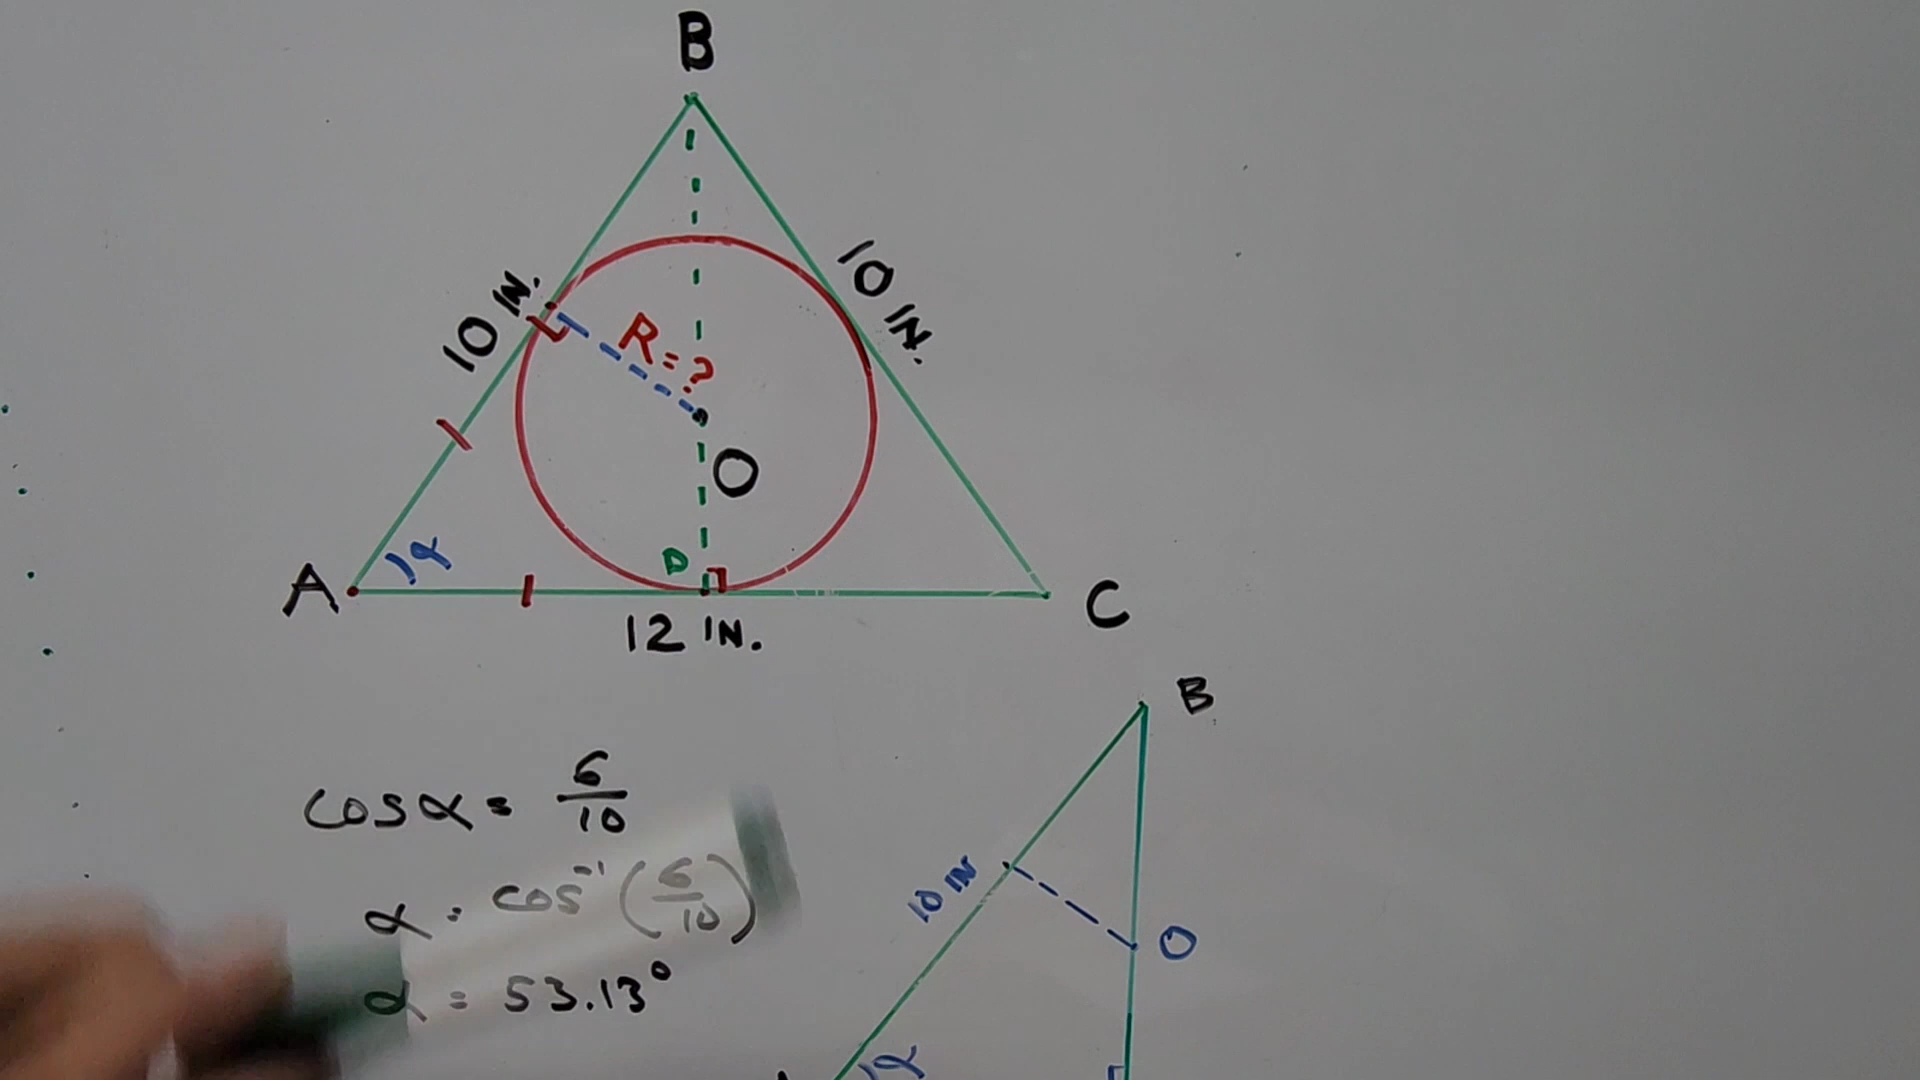 B
10 IN.
10 IN.
R=?
O
D
A
α
C
12 IN.
B
cos α = 6/10
α = cos⁻¹(6/10)
10 IN
O
α = 53.13°
α